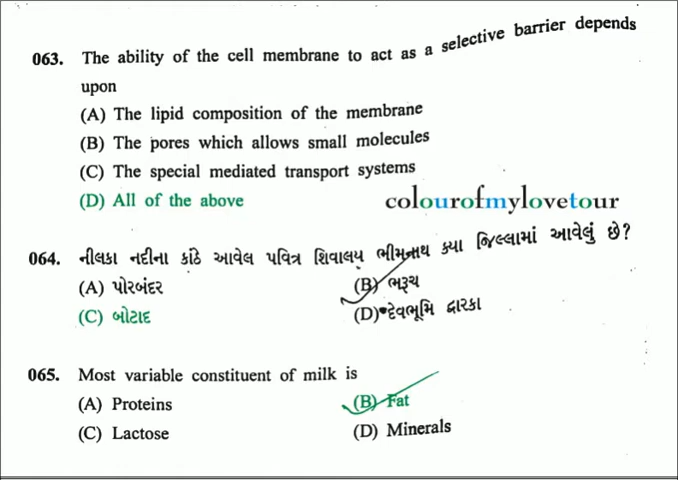 063. The ability of the cell membrane to act as a selective barrier depends
upon
(A) The lipid composition of the membrane
(B) The pores which allows small molecules
(C) The special mediated transport systems
(D) All of the above
colourofmylovetour
064. નીલકા નદીના કાંઠે આવેલ પવિત્ર શિવાલય ભીમનાથ કયા જિલ્લામાં આવેલું છે?
(A) પોરબંદર (B) ભરૂચ
(C) બોટાદ (D) દેવભૂમિ દ્વારકા
065. Most variable constituent of milk is
(A) Proteins (B) Fat
(C) Lactose (D) Minerals